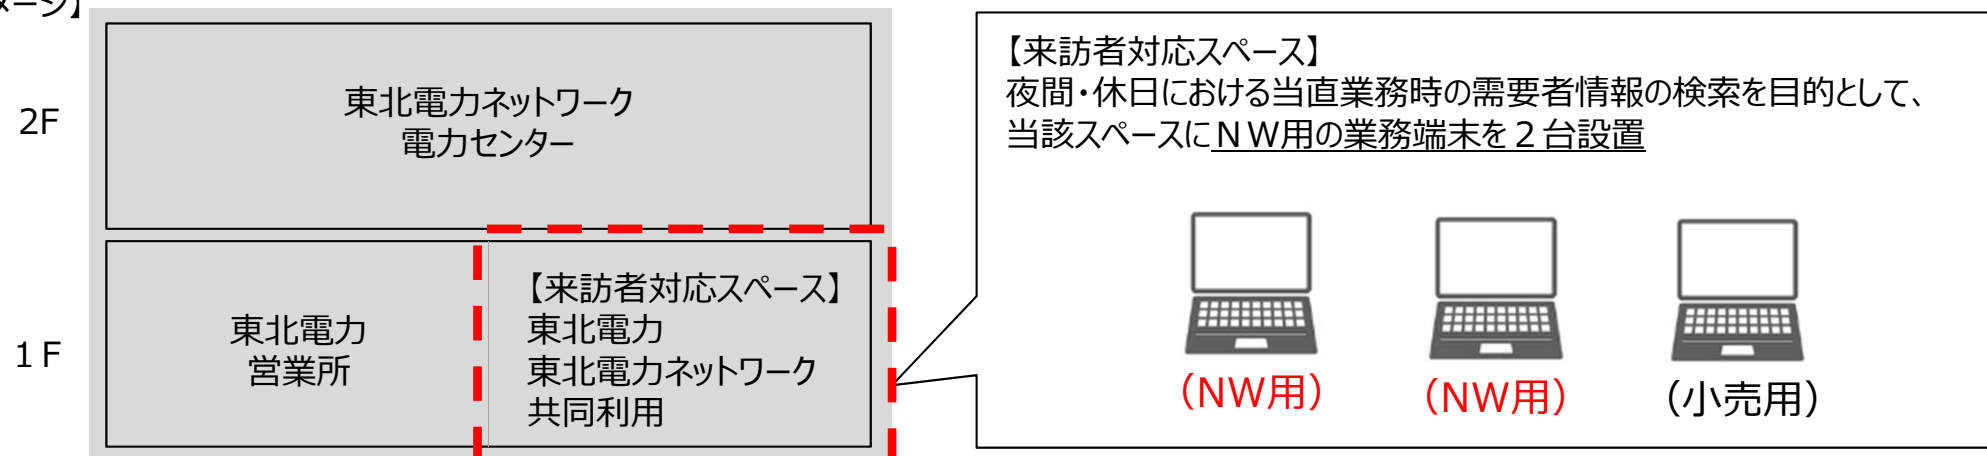 メージ】
2F
東北電力ネットワーク
電力センター
1F
東北電力
営業所
【来訪者対応スペース】
東北電力
東北電力ネットワーク
共同利用
【来訪者対応スペース】
夜間・休日における当直業務時の需要者情報の検索を目的として、
当該スペースにNW用の業務端末を2台設置
(NW用)
(NW用)
(小売用)